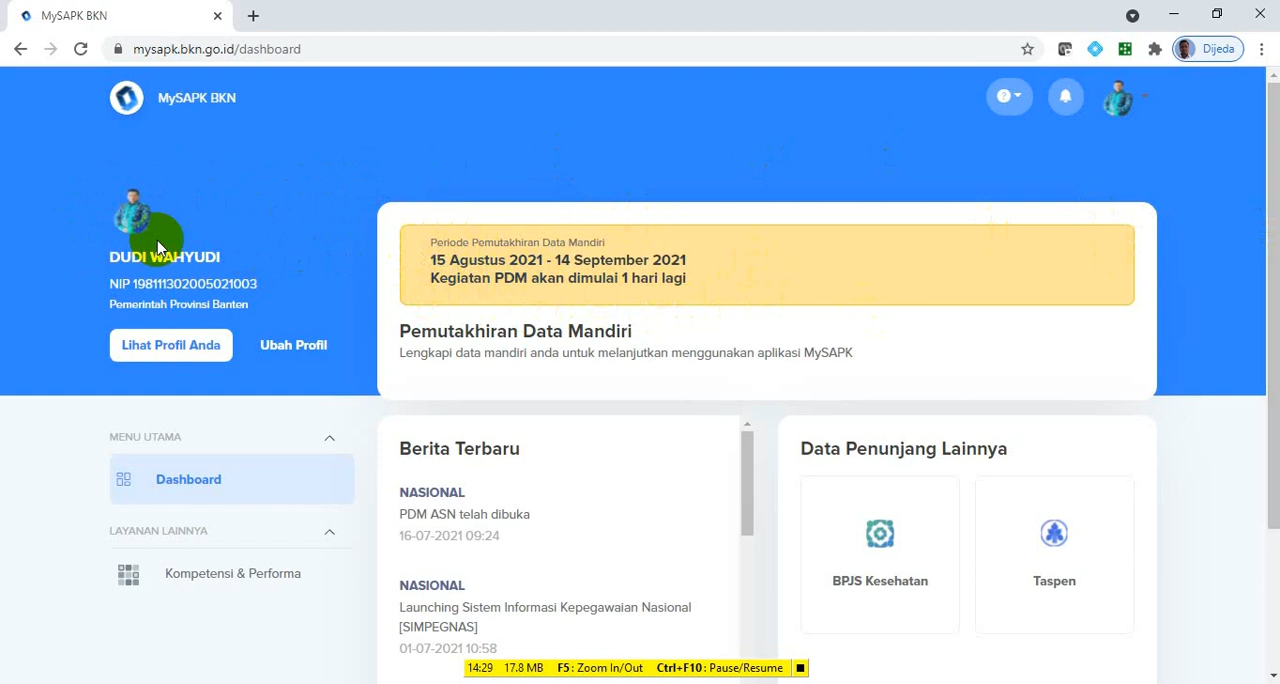 MySAPK BKN
mysapk.bkn.go.id/dashboard
Dijeda
MySAPK BKN
DUDI WAHYUDI
NIP 198111302005021003
Pemerintah Provinsi Banten
Lihat Profil Anda
Ubah Profil
Periode Pemutakhiran Data Mandiri
15 Agustus 2021 - 14 September 2021
Kegiatan PDM akan dimulai 1 hari lagi
Pemutakhiran Data Mandiri
Lengkapi data mandiri anda untuk melanjutkan menggunakan aplikasi MySAPK
MENU UTAMA
Dashboard
LAYANAN LAINNYA
Kompetensi & Performa
Berita Terbaru
NASIONAL
PDM ASN telah dibuka
16-07-2021 09:24
NASIONAL
Launching Sistem Informasi Kepegawaian Nasional
[SIMPEGNAS]
01-07-2021 10:58
Data Penunjang Lainnya
BPJS Kesehatan
Taspen
14:29 17.8 MB F5: Zoom In/Out Ctrl+F10: Pause/Resume